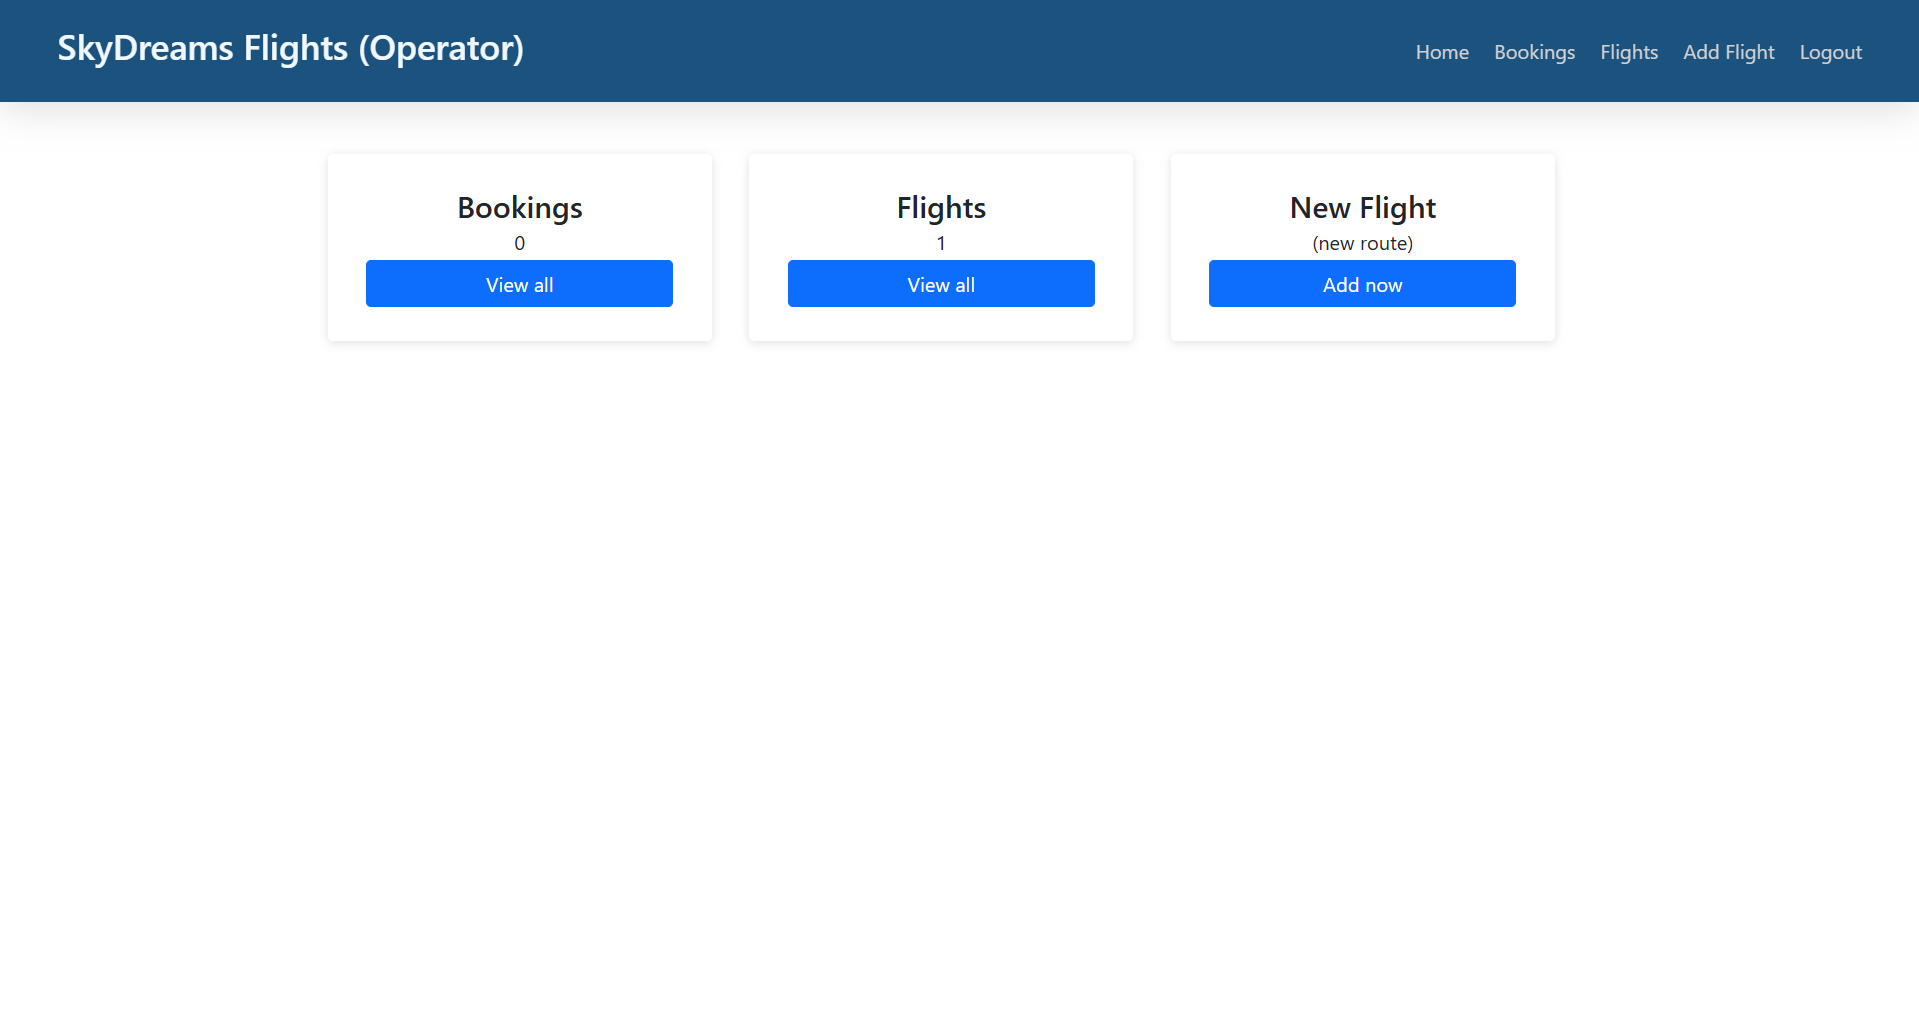 SkyDreams Flights (Operator)
Home Bookings Flights Add Flight Logout
Bookings
0
View all
Flights
1
View all
New Flight
(new route)
Add now